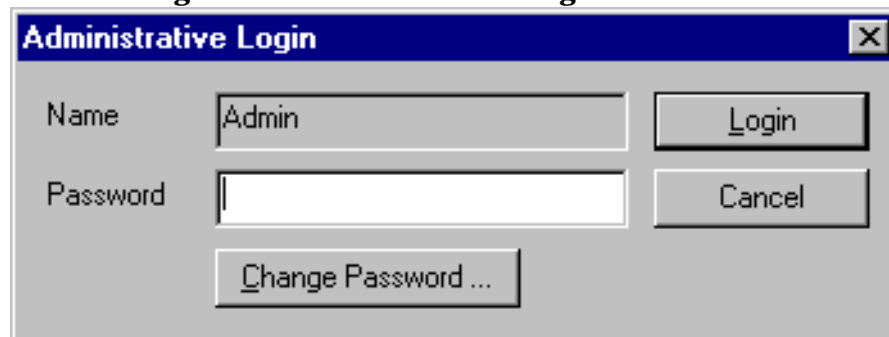 Administrative Login
Name
Admin
Login
Password
Cancel
Change Password ...